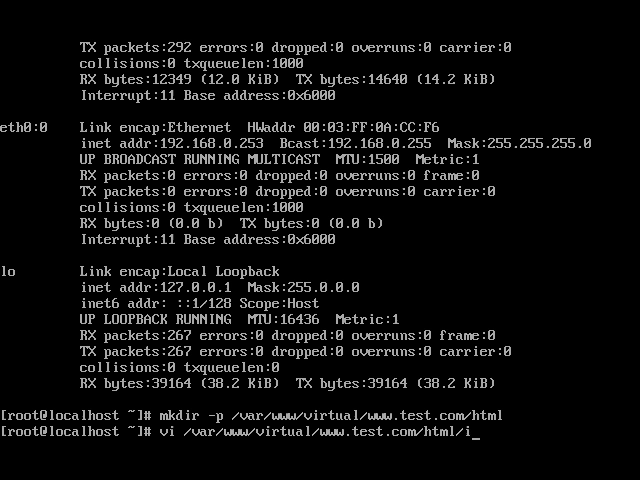 TX packets:292 errors:0 dropped:0 overruns:0 carrier:0
collisions:0 txqueuelen:1000
RX bytes:12349 (12.0 KiB)  TX bytes:14640 (14.2 KiB)
Interrupt:11 Base address:0x6000
eth0:0    Link encap:Ethernet  HWaddr 00:03:FF:0A:CC:F6
inet addr:192.168.0.253  Bcast:192.168.0.255  Mask:255.255.255.0
UP BROADCAST RUNNING MULTICAST  MTU:1500  Metric:1
RX packets:0 errors:0 dropped:0 overruns:0 frame:0
TX packets:0 errors:0 dropped:0 overruns:0 carrier:0
collisions:0 txqueuelen:1000
RX bytes:0 (0.0 b)  TX bytes:0 (0.0 b)
Interrupt:11 Base address:0x6000
lo        Link encap:Local Loopback
inet addr:127.0.0.1  Mask:255.0.0.0
inet6 addr: ::1/128 Scope:Host
UP LOOPBACK RUNNING  MTU:16436  Metric:1
RX packets:267 errors:0 dropped:0 overruns:0 frame:0
TX packets:267 errors:0 dropped:0 overruns:0 carrier:0
collisions:0 txqueuelen:0
RX bytes:39164 (38.2 KiB)  TX bytes:39164 (38.2 KiB)
[root@localhost ~]# mkdir -p /var/www/virtual/www.test.com/html
[root@localhost ~]# vi /var/www/virtual/www.test.com/html/i_